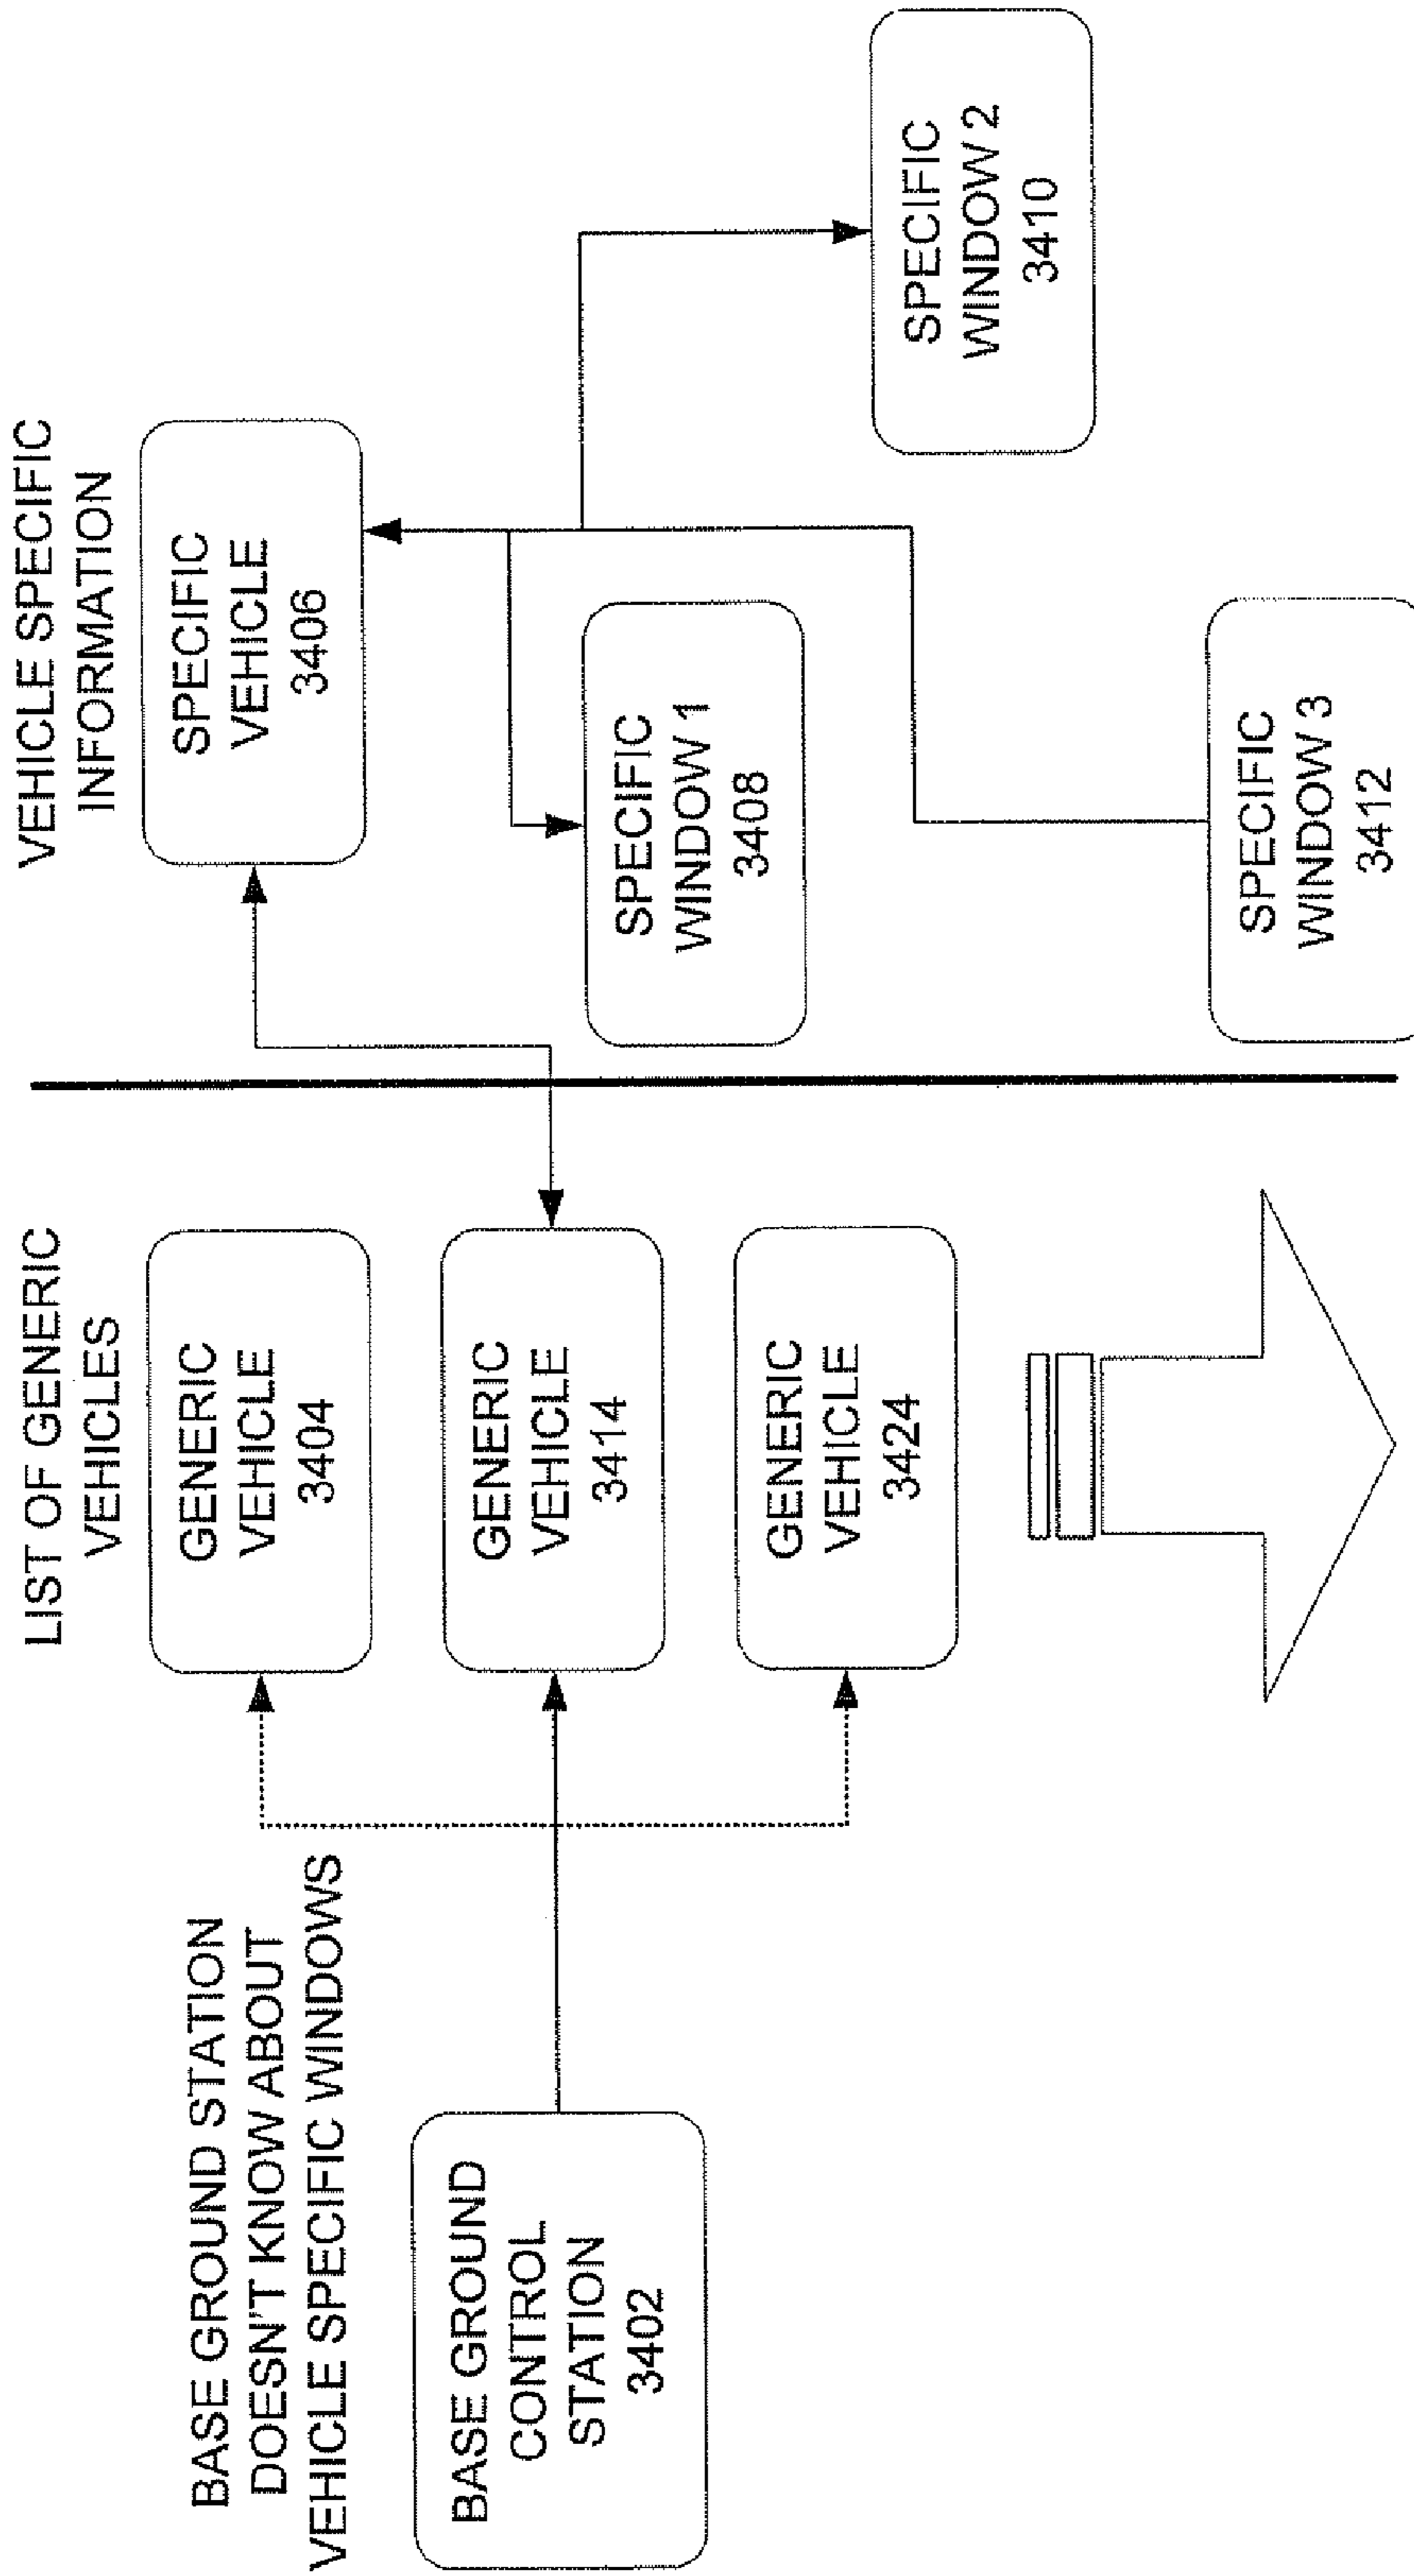 BASE GROUND STATION
DOESN'T KNOW ABOUT
VEHICLE SPECIFIC WINDOWS
BASE GROUND
CONTROL
STATION
3402
LIST OF GENERIC
VEHICLES
GENERIC
VEHICLE
3404
GENERIC
VEHICLE
3414
GENERIC
VEHICLE
3424
VEHICLE SPECIFIC
INFORMATION
SPECIFIC
VEHICLE
3406
SPECIFIC
WINDOW 1
3408
SPECIFIC
WINDOW 2
3410
SPECIFIC
WINDOW 3
3412